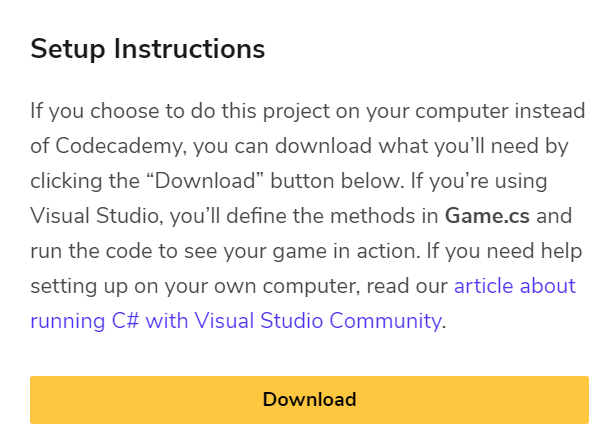 Setup Instructions
If you choose to do this project on your computer instead
of Codecademy, you can download what you’ll need by
clicking the “Download” button below. If you’re using
Visual Studio, you’ll define the methods in Game.cs and
run the code to see your game in action. If you need help
setting up on your own computer, read our article about
running C# with Visual Studio Community.
Download